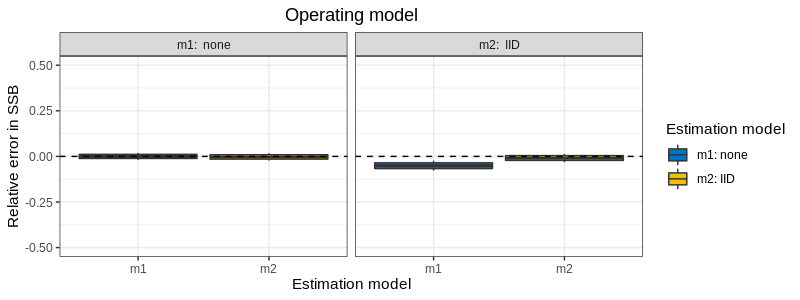 Operating model
m1: none
m2: IID
Relative error in SSB
0.50
0.25
0.00
-0.25
-0.50
m1
m2
m1
m2
Estimation model
Estimation model
m1: none
m2: IID